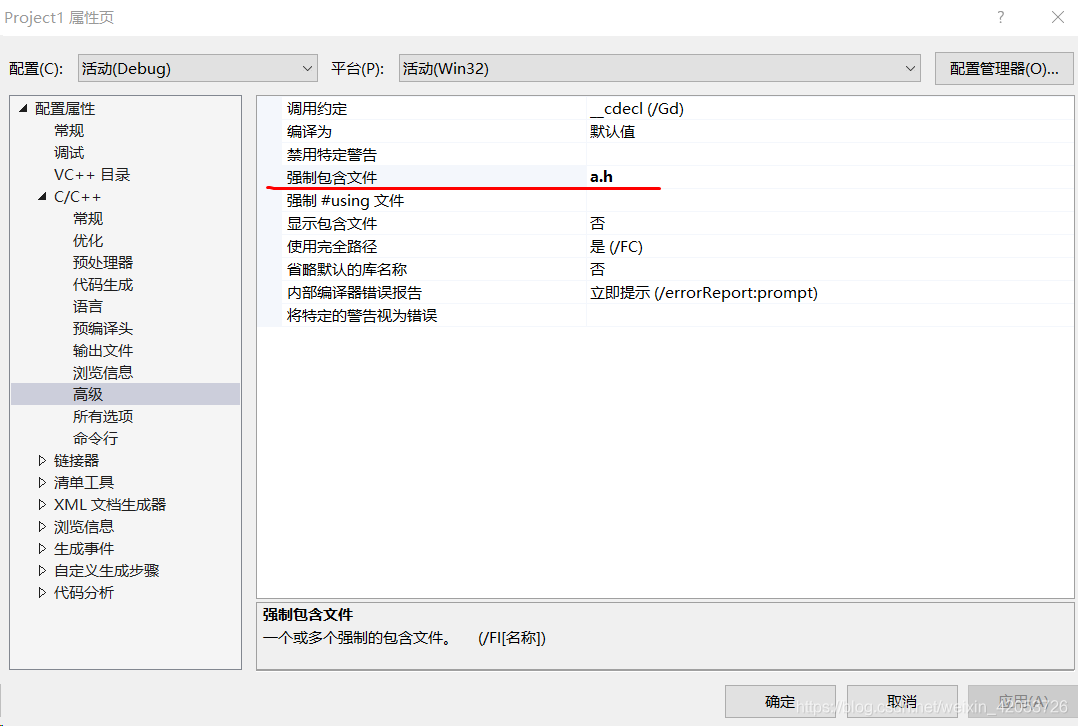 Project1 属性页
配置(C):
活动(Debug)
平台(P):
活动(Win32)
配置管理器(O)...
配置属性
常规
调试
VC++ 目录
C/C++
常规
优化
预处理器
代码生成
语言
预编译头
输出文件
浏览信息
高级
所有选项
命令行
链接器
清单工具
XML 文档生成器
浏览信息
生成事件
自定义生成步骤
代码分析
调用约定 __cdecl (/Gd)
编译为 默认值
禁用特定警告
强制包含文件 a.h
强制 #using 文件
显示包含文件 否
使用完全路径 是 (/FC)
省略默认的库名称 否
内部编译器错误报告 立即提示 (/errorReport:prompt)
将特定的警告视为错误
强制包含文件
一个或多个强制的包含文件。 (/FI[名称])
确定
取消
应用(A)